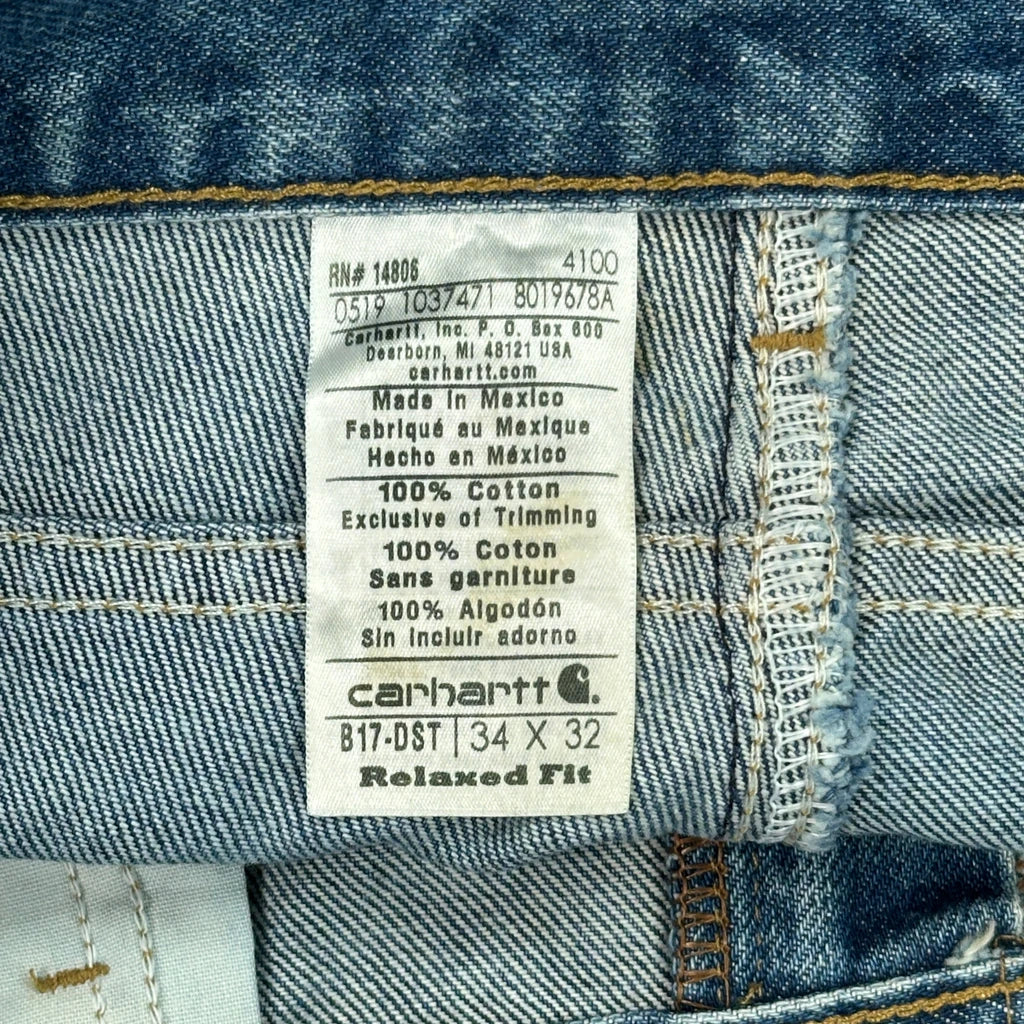 RN# 14806 4100
0519 1037471 8019678A
Carhartt, Inc. P. O. Box 600
Dearborn, MI 48121 USA
carhartt.com
Made in Mexico
Fabriqué au Mexique
Hecho en México
100% Cotton
Exclusive of Trimming
100% Coton
Sans garniture
100% Algodón
Sin incluir adorno
carhartt
B17-DST 34 X 32
Relaxed Fit